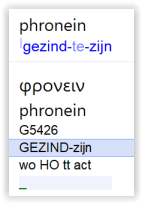 phronein
gezind-te-zijn
φρονειν
phronein
G5426
GEZIND-zijn
wo HO tt act